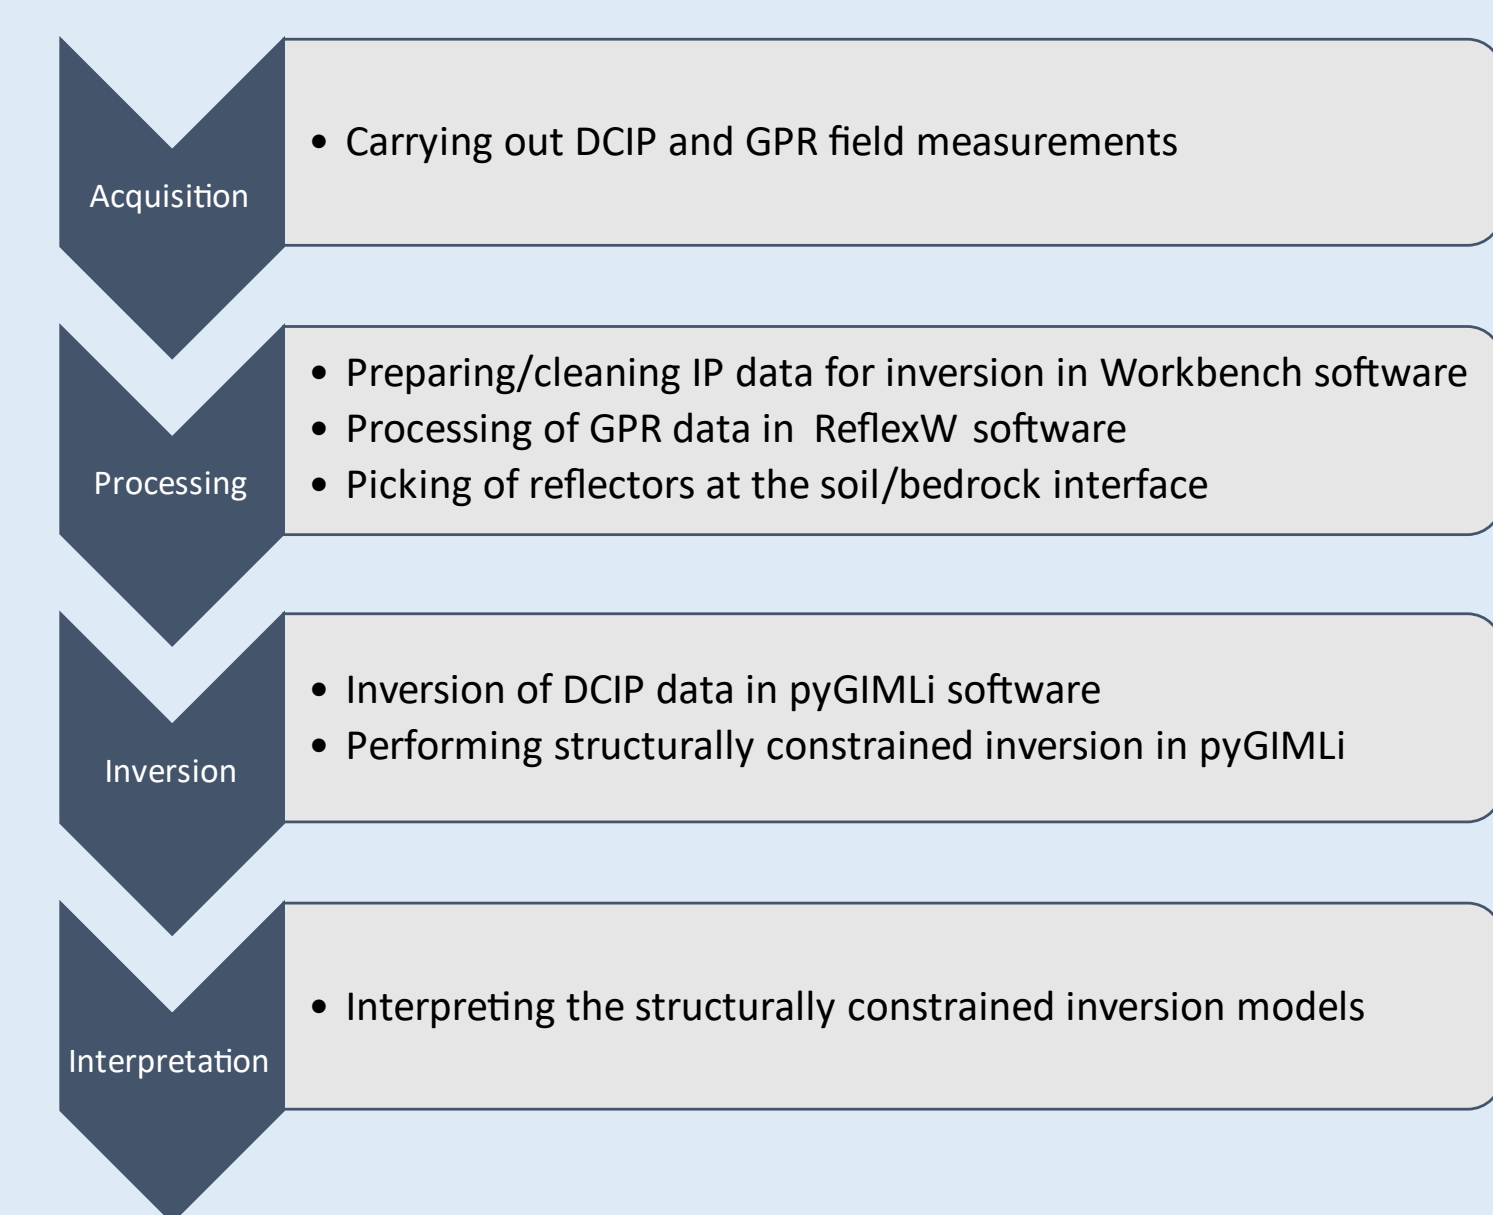 Acquisition
• Carrying out DCIP and GPR field measurements
Processing
• Preparing/cleaning IP data for inversion in Workbench software
• Processing of GPR data in ReflexW software
• Picking of reflectors at the soil/bedrock interface
Inversion
• Inversion of DCIP data in pyGIMLi software
• Performing structurally constrained inversion in pyGIMLi
Interpretation
• Interpreting the structurally constrained inversion models